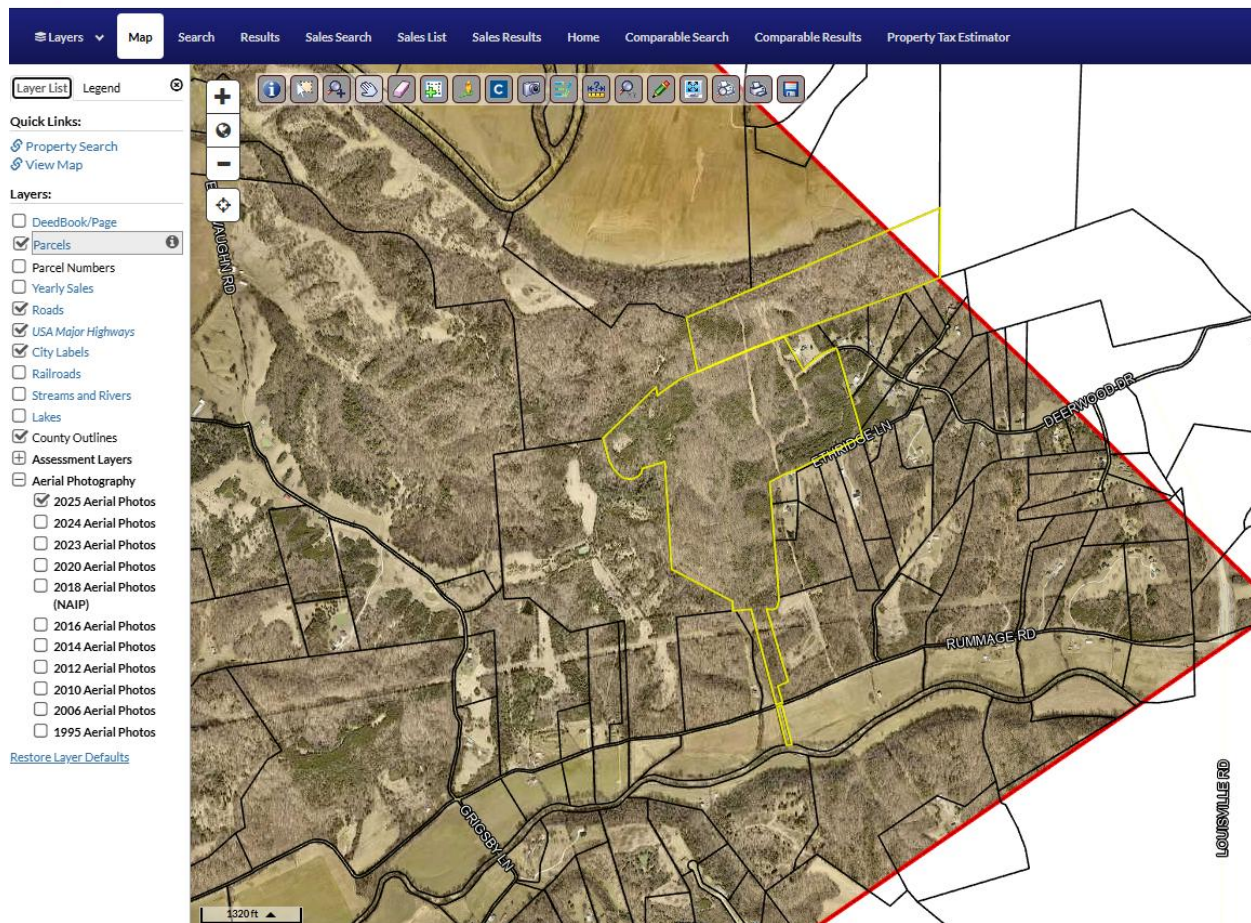 Layers
Map
Search
Results
Sales Search
Sales List
Sales Results
Home
Comparable Search
Comparable Results
Property Tax Estimator
Layer List
Legend
Quick Links:
Property Search
View Map
Layers:
DeedBook/Page
Parcels
Parcel Numbers
Yearly Sales
Roads
USA Major Highways
City Labels
Railroads
Streams and Rivers
Lakes
County Outlines
Assessment Layers
Aerial Photography
2025 Aerial Photos
2024 Aerial Photos
2023 Aerial Photos
2020 Aerial Photos
2018 Aerial Photos
(NAIP)
2016 Aerial Photos
2014 Aerial Photos
2012 Aerial Photos
2010 Aerial Photos
2006 Aerial Photos
1995 Aerial Photos
Restore Layer Defaults
C
VAUGHN RD
DEERWOOD DR
ETHRIDGE LN
RUMMAGE RD
GRIGSBY LN
LOUISVILLE RD
1320 ft